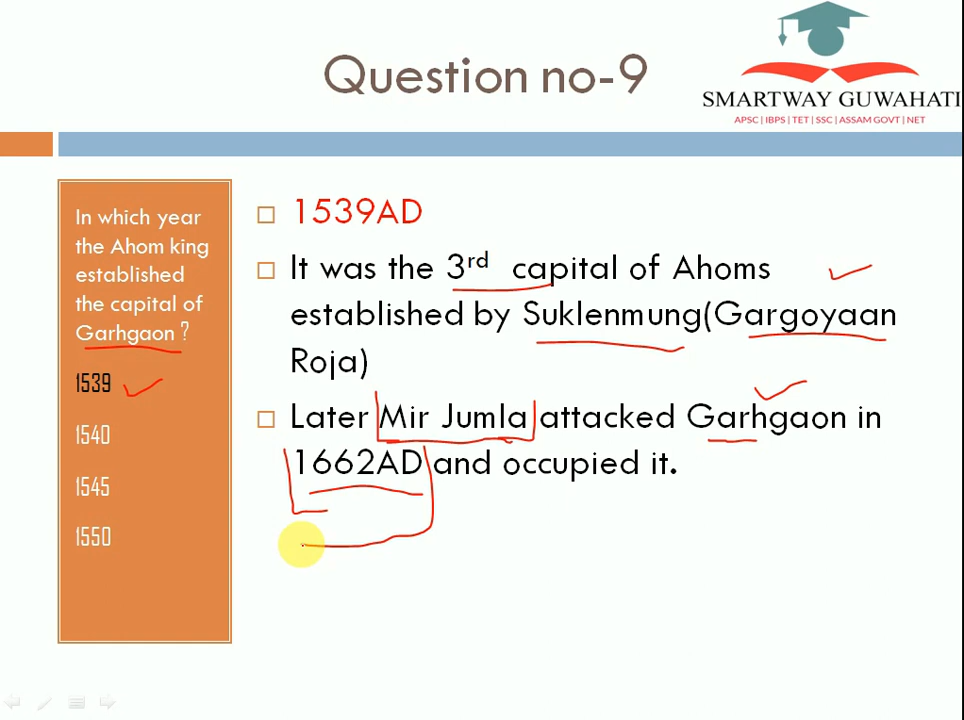 Question no-9
SMARTWAY GUWAHATI
APSC | IBPS | TET | SSC | ASSAM GOVT | NET
In which year
the Ahom king
established
the capital of
Garhgaon ?
1539
1540
1545
1550
1539AD
It was the 3rd capital of Ahoms
established by Suklenmung(Gargoyaan
Roja)
Later Mir Jumla attacked Garhgaon in
1662AD and occupied it.